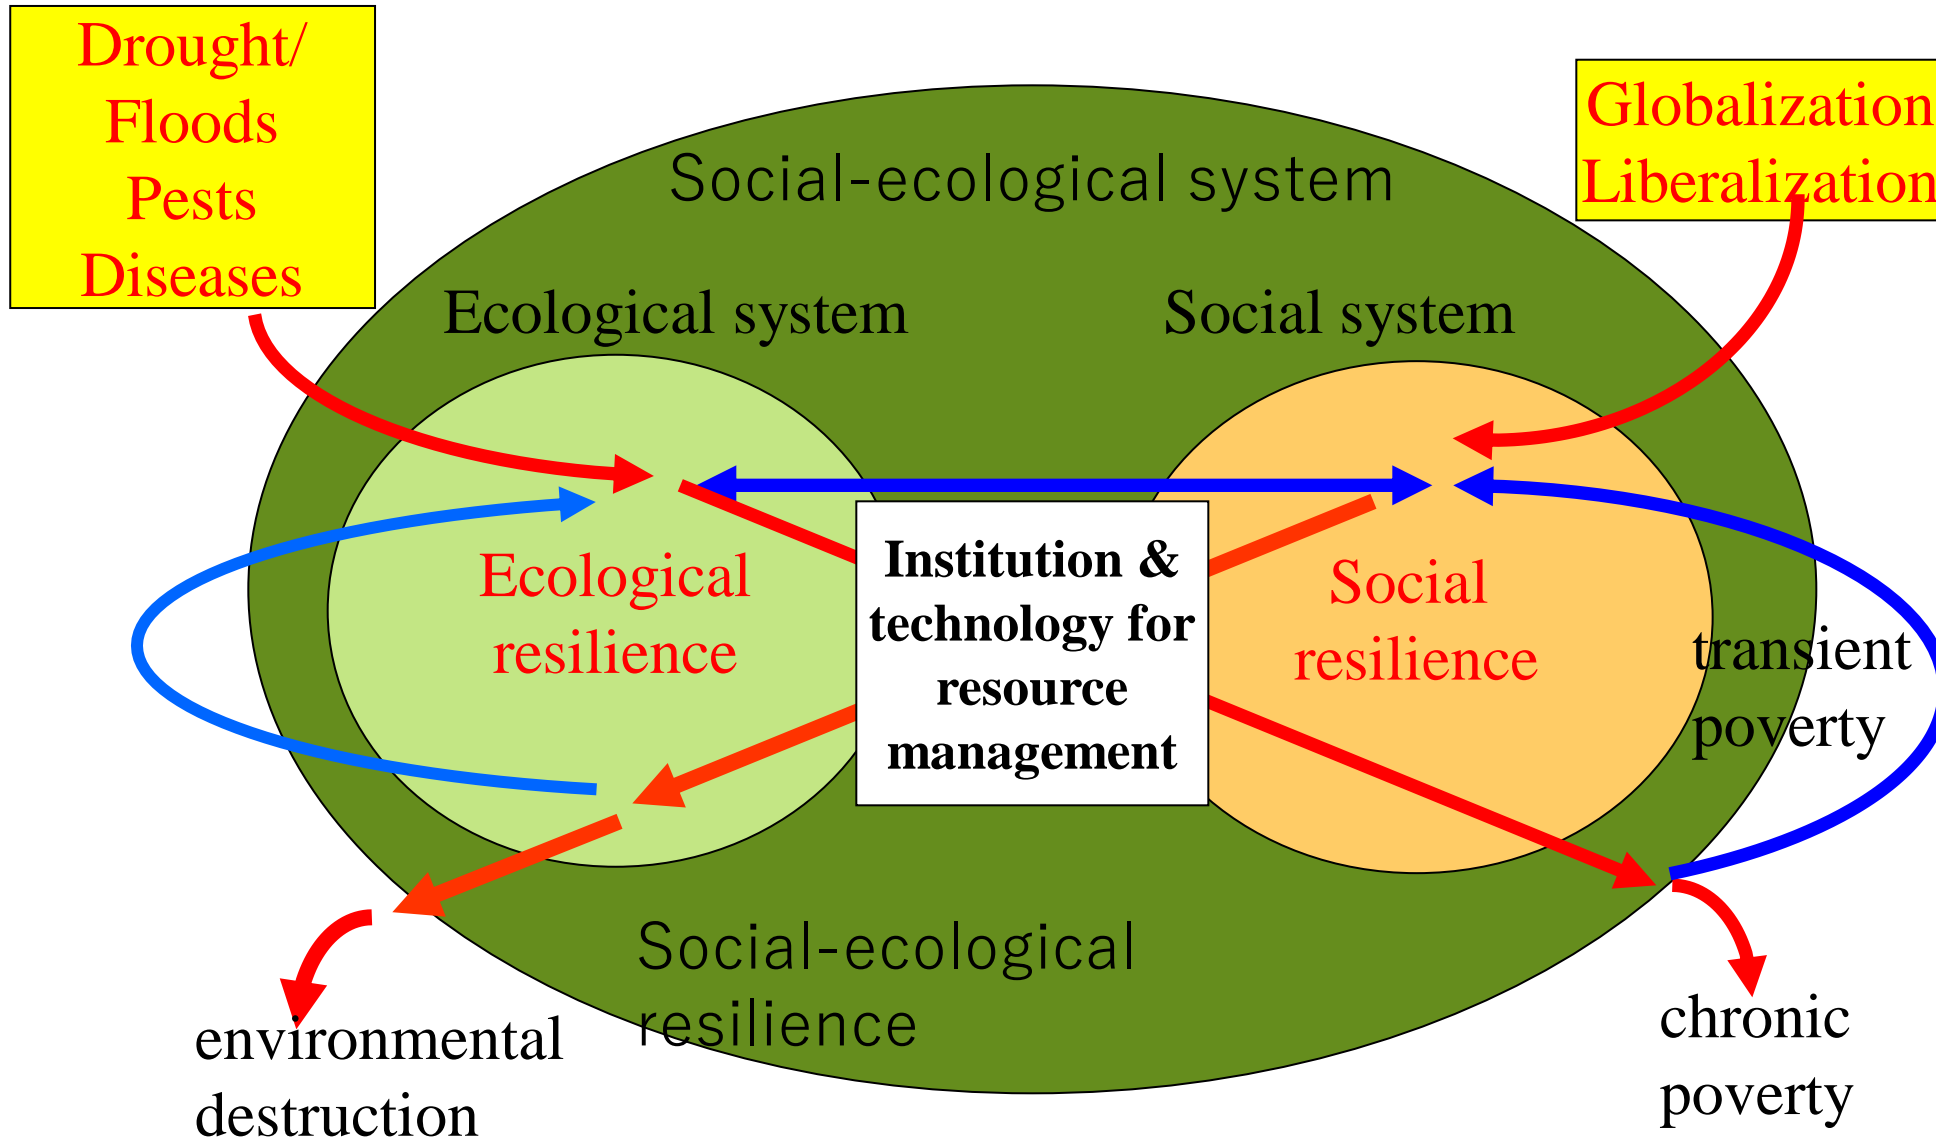 Drought/
Floods
Pests
Diseases
Globalization
Liberalization
Social-ecological system
Ecological system
Social system
Ecological
resilience
Institution &
technology for
resource
management
Social
resilience
transient
poverty
Social-ecological
resilience
environmental
destruction
chronic
poverty